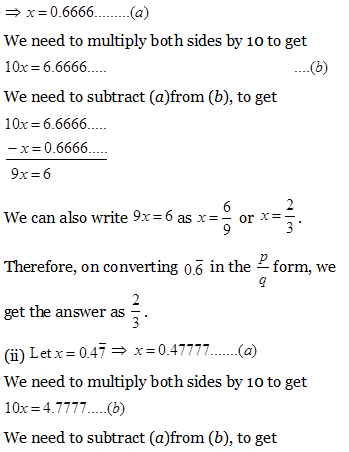 ⇒ x = 0.6666.........(a)
We need to multiply both sides by 10 to get
10x = 6.6666..... ....(b)
We need to subtract (a)from (b), to get
10x = 6.6666.....
− x = 0.6666.....
9x = 6
We can also write 9x = 6 as x = 6/9 or x = 2/3 .
Therefore, on converting 0.6̅ in the p/q form, we
get the answer as 2/3 .
(ii) Let x = 0.47̅ ⇒ x = 0.47777.......(a)
We need to multiply both sides by 10 to get
10x = 4.7777.....(b)
We need to subtract (a)from (b), to get